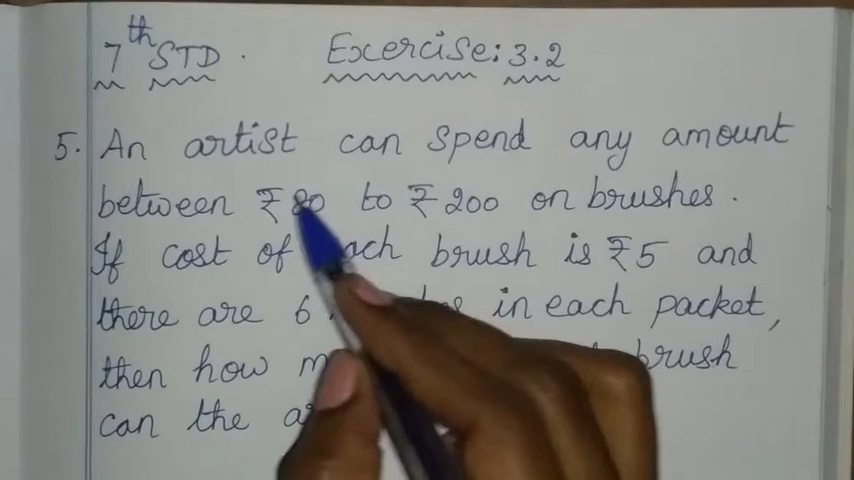 7th STD. Exercise: 3.2
5. An artist can spend any amount
between ₹80 to ₹200 on brushes.
If cost of each brush is ₹5 and
there are 6 in each packet,
then how brush
can the